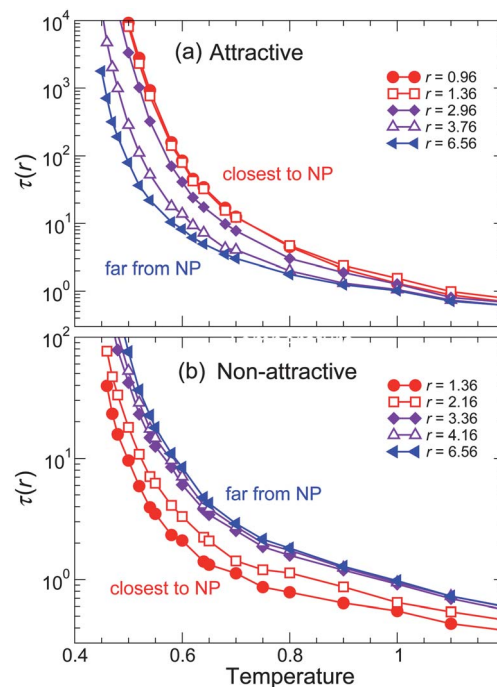 10⁴
(a) Attractive
r = 0.96
r = 1.36
r = 2.96
r = 3.76
r = 6.56
10³
τ(r)
10²
closest to NP
10¹
far from NP
10⁰
10²
(b) Non-attractive
r = 1.36
r = 2.16
r = 3.36
r = 4.16
r = 6.56
τ(r)
10¹
far from NP
10⁰
closest to NP
0.4 0.6 0.8 1
Temperature